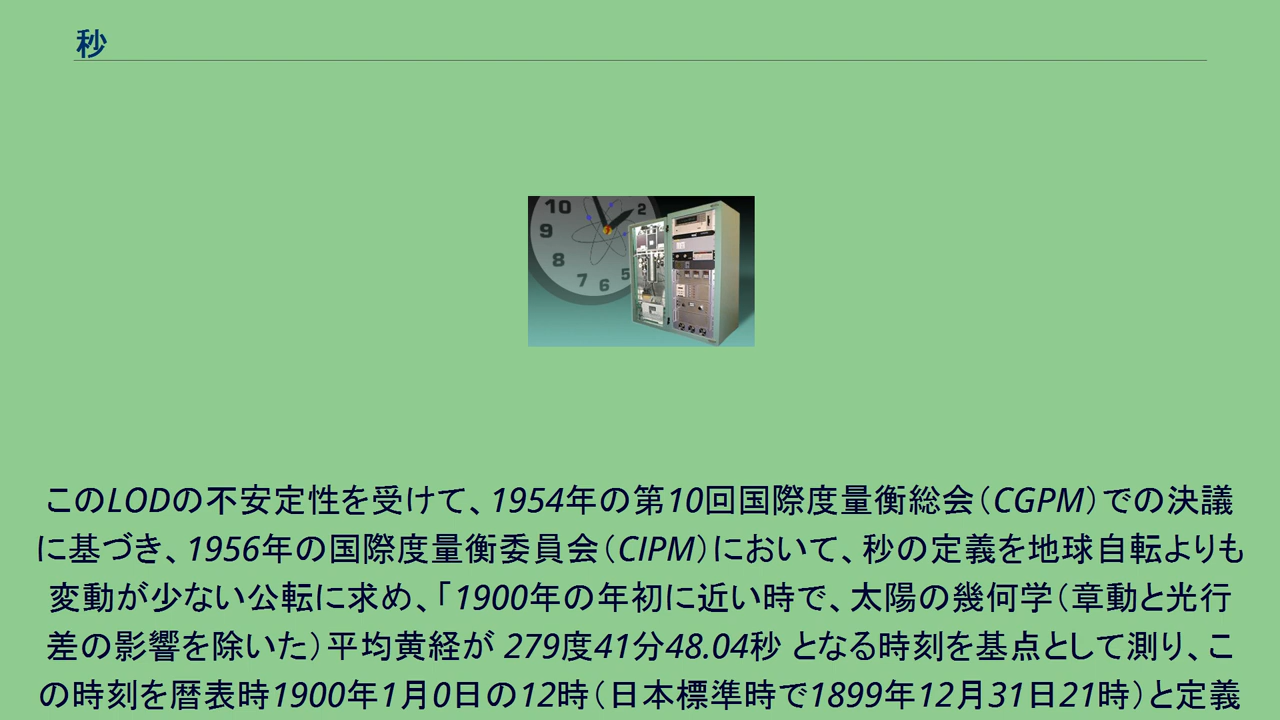 秒
10
2
9
8
7
6
5
このLODの不安定性を受けて、1954年の第10回国際度量衡総会（CGPM）での決議
に基づき、1956年の国際度量衡委員会（CIPM）において、秒の定義を地球自転よりも
変動が少ない公転に求め、「1900年の年初に近い時で、太陽の幾何学（章動と光行
差の影響を除いた）平均黄経が 279度41分48.04秒 となる時刻を基点として測り、こ
の時刻を暦表時1900年1月0日の12時（日本標準時で1899年12月31日21時）と定義